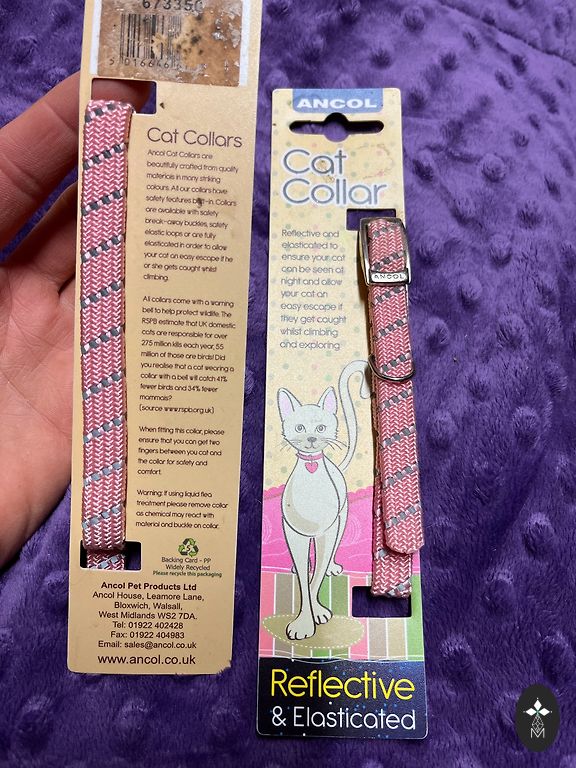 673350
5 01664
Cat Collars
Ancol Cat Collars are
beautifully crafted from quality
materials in many striking
colours. All our collars have
safety features built-in. Collars
are available with safety
break-away buckles, safety
elastic loops or are fully
elasticated in order to allow
your cat an easy escape if he
or she gets caught whilst
climbing.
All collars come with a warning
bell to help protect wildlife. The
RSPB estimate that UK domestic
cats are responsible for over
275 million kills each year, 55
million of those are birds! Did
you realise that a cat wearing a
collar with a bell will catch 41%
fewer birds and 34% fewer
mammals?
(source www.rspb.org.uk)
When fitting this collar, please
ensure that you can get two
fingers between you cat and
the collar for safety and
comfort.
Warning: If using liquid flea
treatment please remove collar
as chemical may react with
material and buckle on collar.
Backing Card - PP
Widely Recycled
Please recycle this packaging
Ancol Pet Products Ltd
Ancol House, Leamore Lane,
Bloxwich, Walsall,
West Midlands WS2 7DA.
Tel: 01922 402428
Fax: 01922 404983
Email: sales@ancol.co.uk
www.ancol.co.uk
ANCOL
Cat
Collar
Reflective and
elasticated to
ensure your cat
can be seen at
night and allow
your cat an
easy escape if
they get caught
whilst climbing
and exploring
ANCOL
Reflective
& Elasticated
M